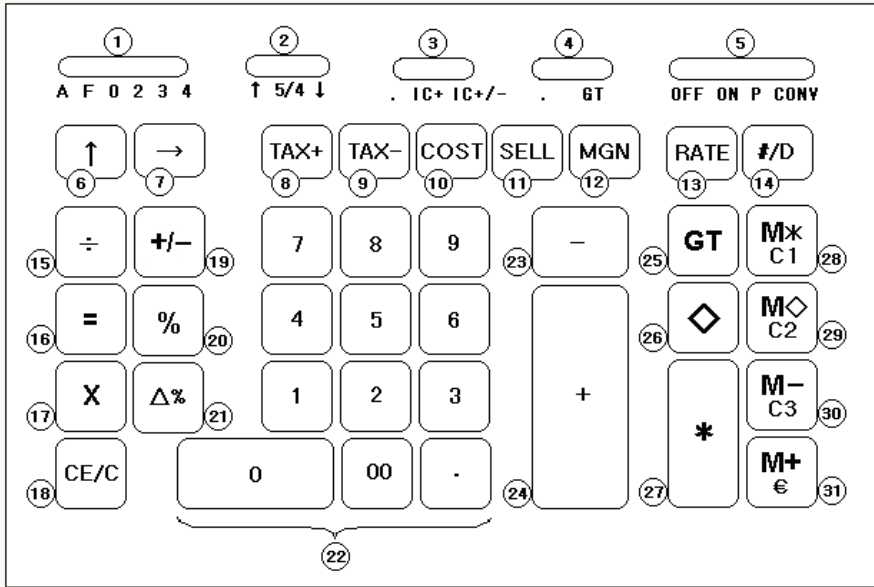 1 2 3 4 5
A F 0 2 3 4 ↑ 5/4 ↓ . IC+ IC+/- . GT OFF ON P CONV
↑ → TAX+ TAX- COST SELL MGN RATE #/D
6 7 8 9 10 11 12 13 14
÷ +/- 7 8 9 - GT M* C1
15 19 23 25 28
= % 4 5 6 + ◇ M◇ C2
16 20 26 29
X Δ% 1 2 3 * M- C3
17 21 30
CE/C 0 00 . M+ €
18 24 27 31
22